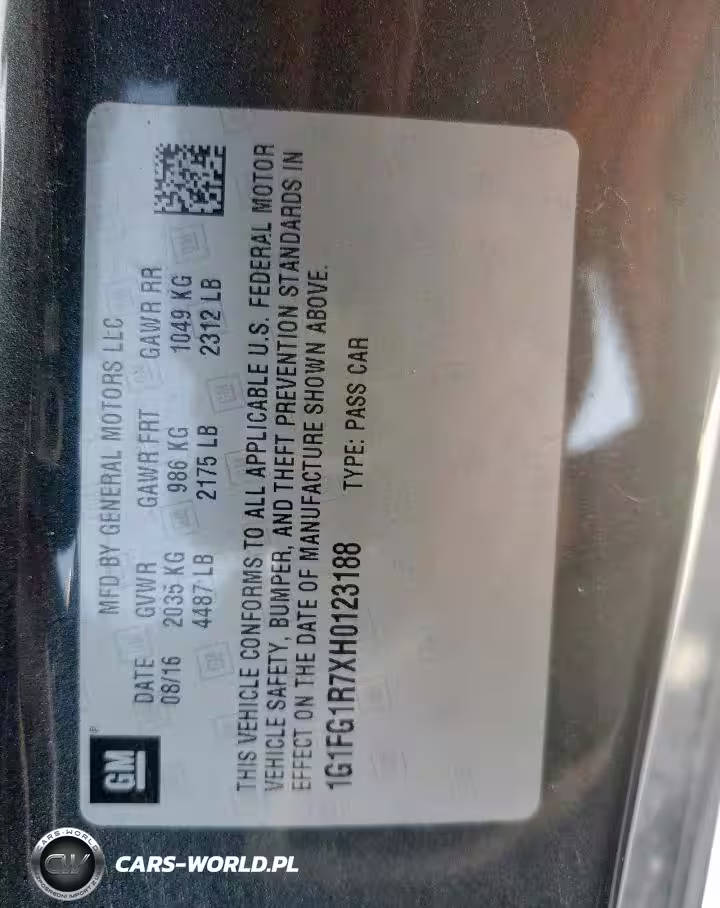 GM
MFD BY GENERAL MOTORS LLC
DATE GVWR GAWR FRT GAWR RR
08/16 2035 KG 986 KG 1049 KG
4487 LB 2175 LB 2312 LB
THIS VEHICLE CONFORMS TO ALL APPLICABLE U.S. FEDERAL MOTOR
VEHICLE SAFETY, BUMPER, AND THEFT PREVENTION STANDARDS IN
EFFECT ON THE DATE OF MANUFACTURE SHOWN ABOVE.
1G1FG1R7XH0123188 TYPE: PASS CAR
CARS-WORLD
CW
CARS-WORLD.PL